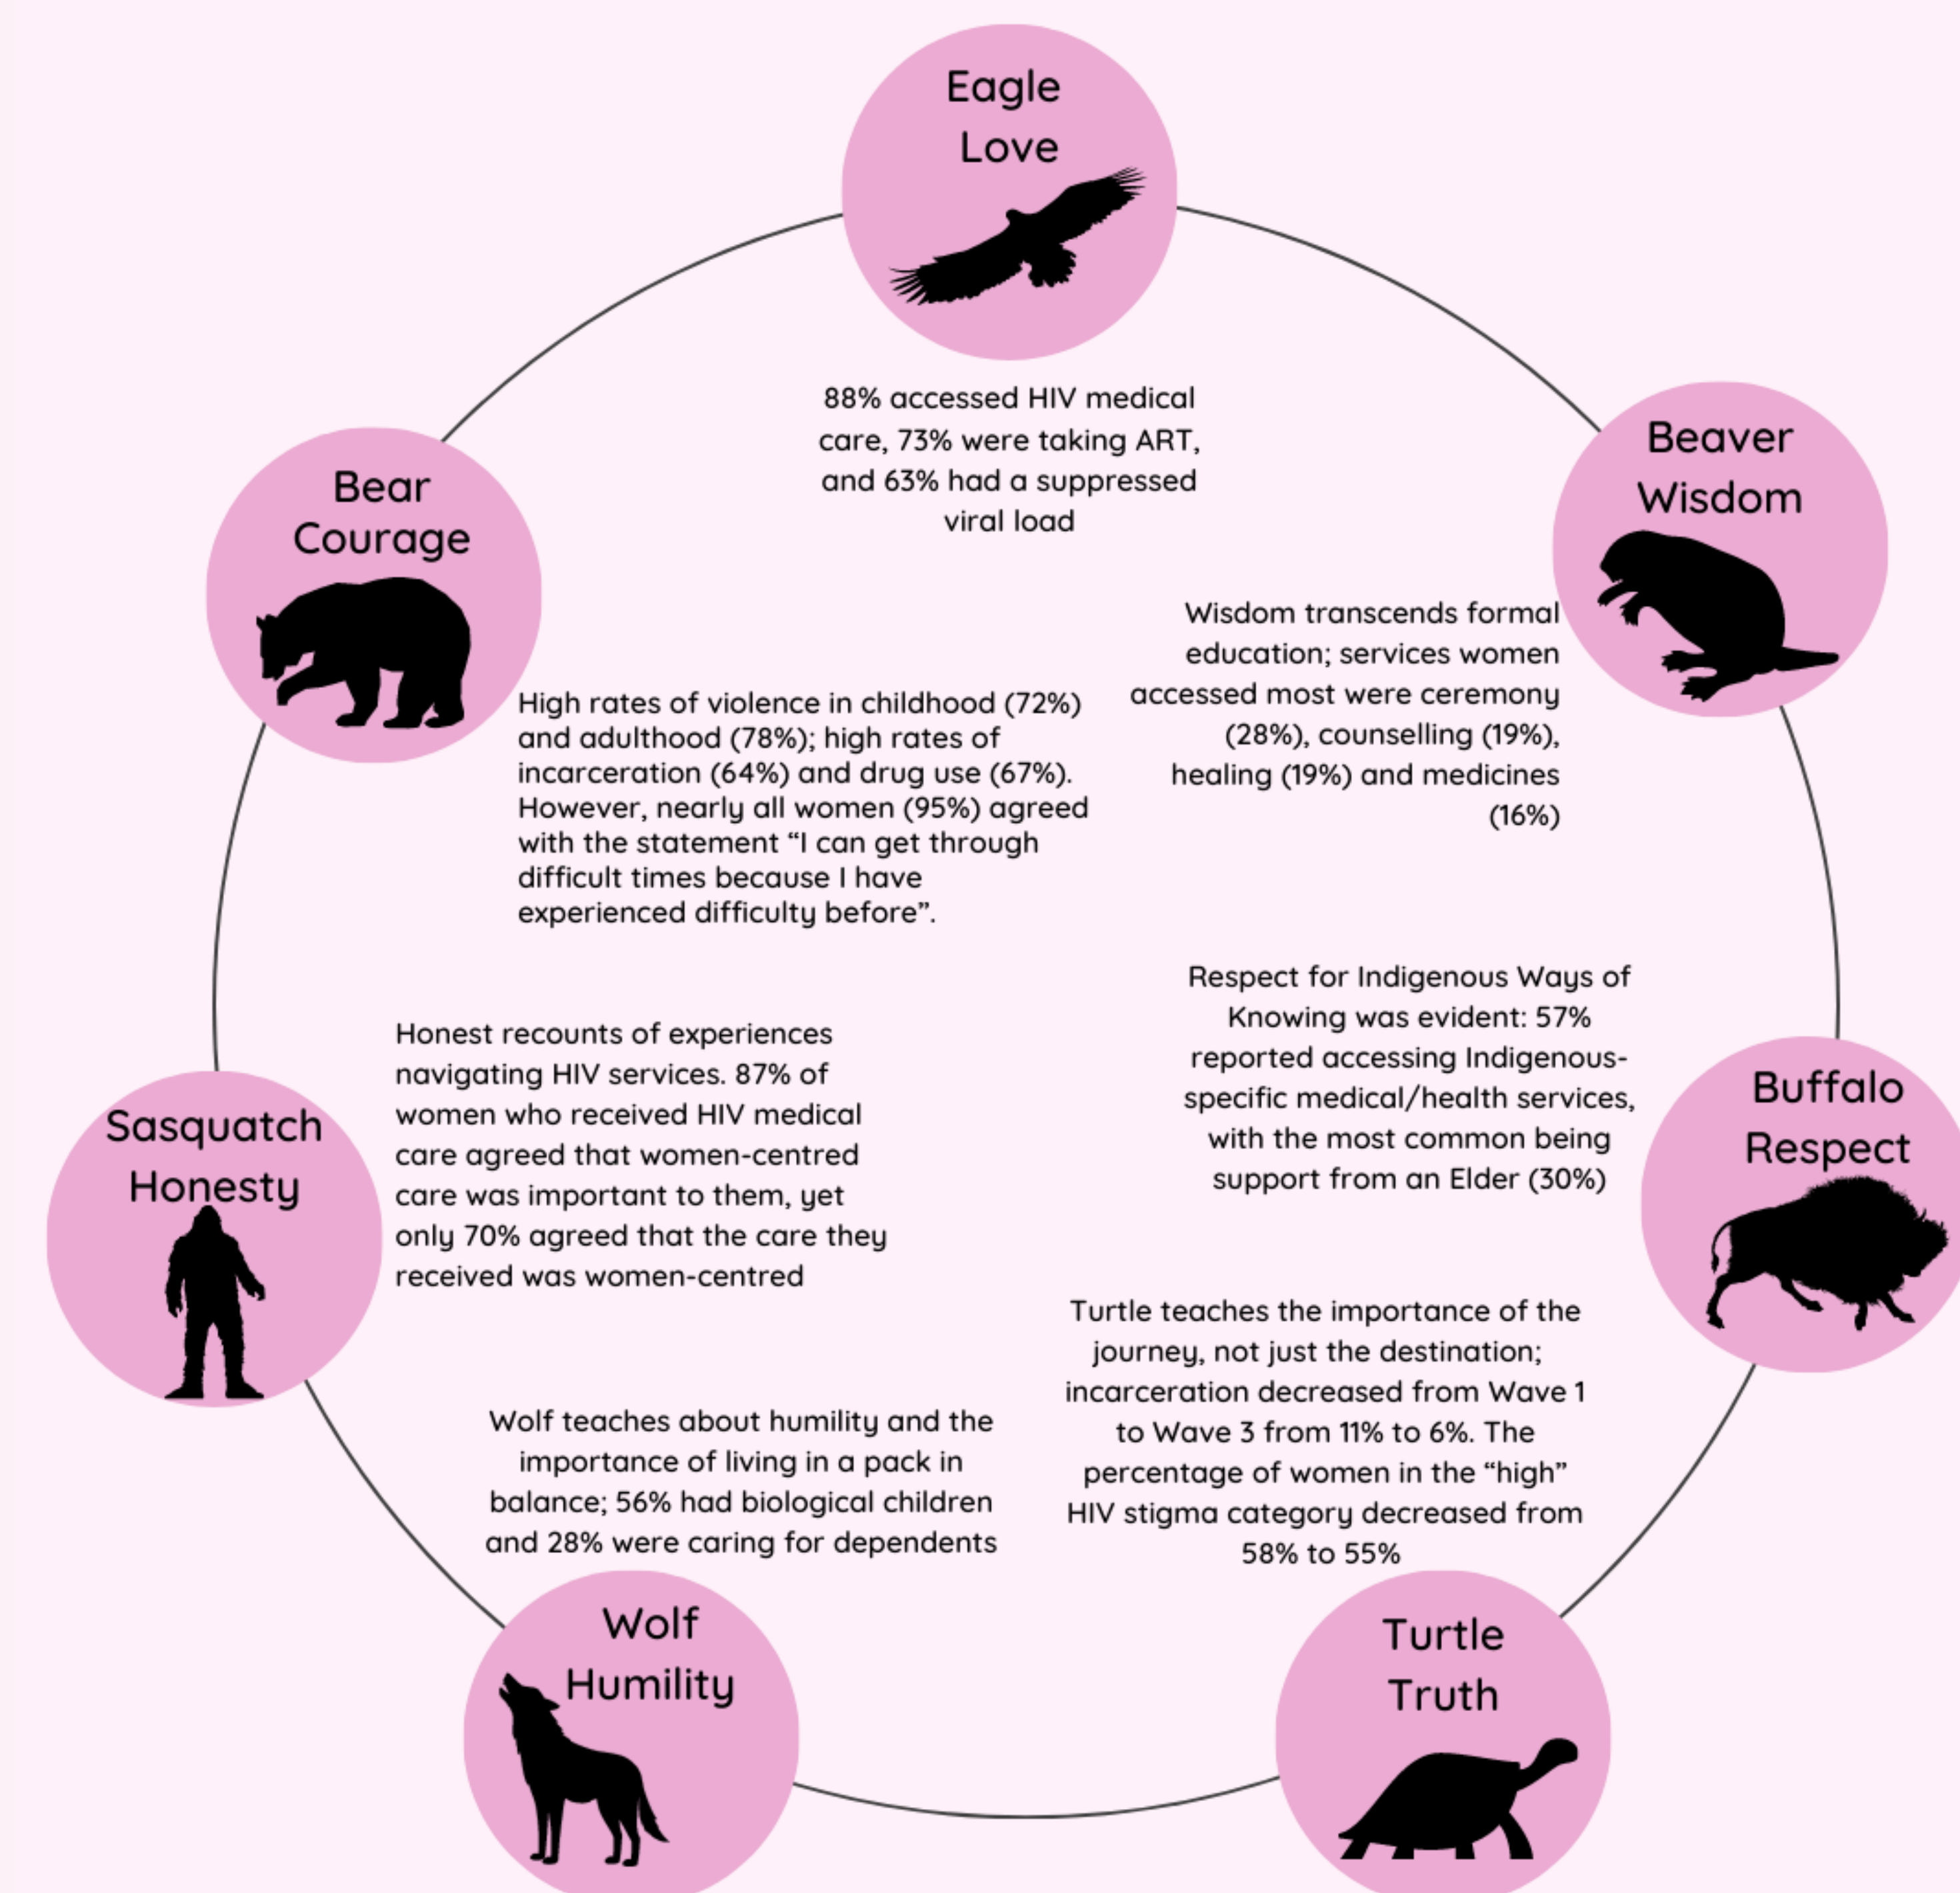 Eagle
Love
88% accessed HIV medical
care, 73% were taking ART,
and 63% had a suppressed
viral load
Beaver
Wisdom
Wisdom transcends formal
education; services women
accessed most were ceremony
(28%), counselling (19%),
healing (19%) and medicines
(16%)
Buffalo
Respect
Respect for Indigenous Ways of
Knowing was evident: 57%
reported accessing Indigenous-
specific medical/health services,
with the most common being
support from an Elder (30%)
Turtle teaches the importance of the
journey, not just the destination;
incarceration decreased from Wave 1
to Wave 3 from 11% to 6%. The
percentage of women in the “high”
HIV stigma category decreased from
58% to 55%
Turtle
Truth
Wolf teaches about humility and the
importance of living in a pack in
balance; 56% had biological children
and 28% were caring for dependents
Wolf
Humility
Sasquatch
Honesty
Honest recounts of experiences
navigating HIV services. 87% of
women who received HIV medical
care agreed that women-centred
care was important to them, yet
only 70% agreed that the care they
received was women-centred
Bear
Courage
High rates of violence in childhood (72%)
and adulthood (78%); high rates of
incarceration (64%) and drug use (67%).
However, nearly all women (95%) agreed
with the statement “I can get through
difficult times because I have
experienced difficulty before”.